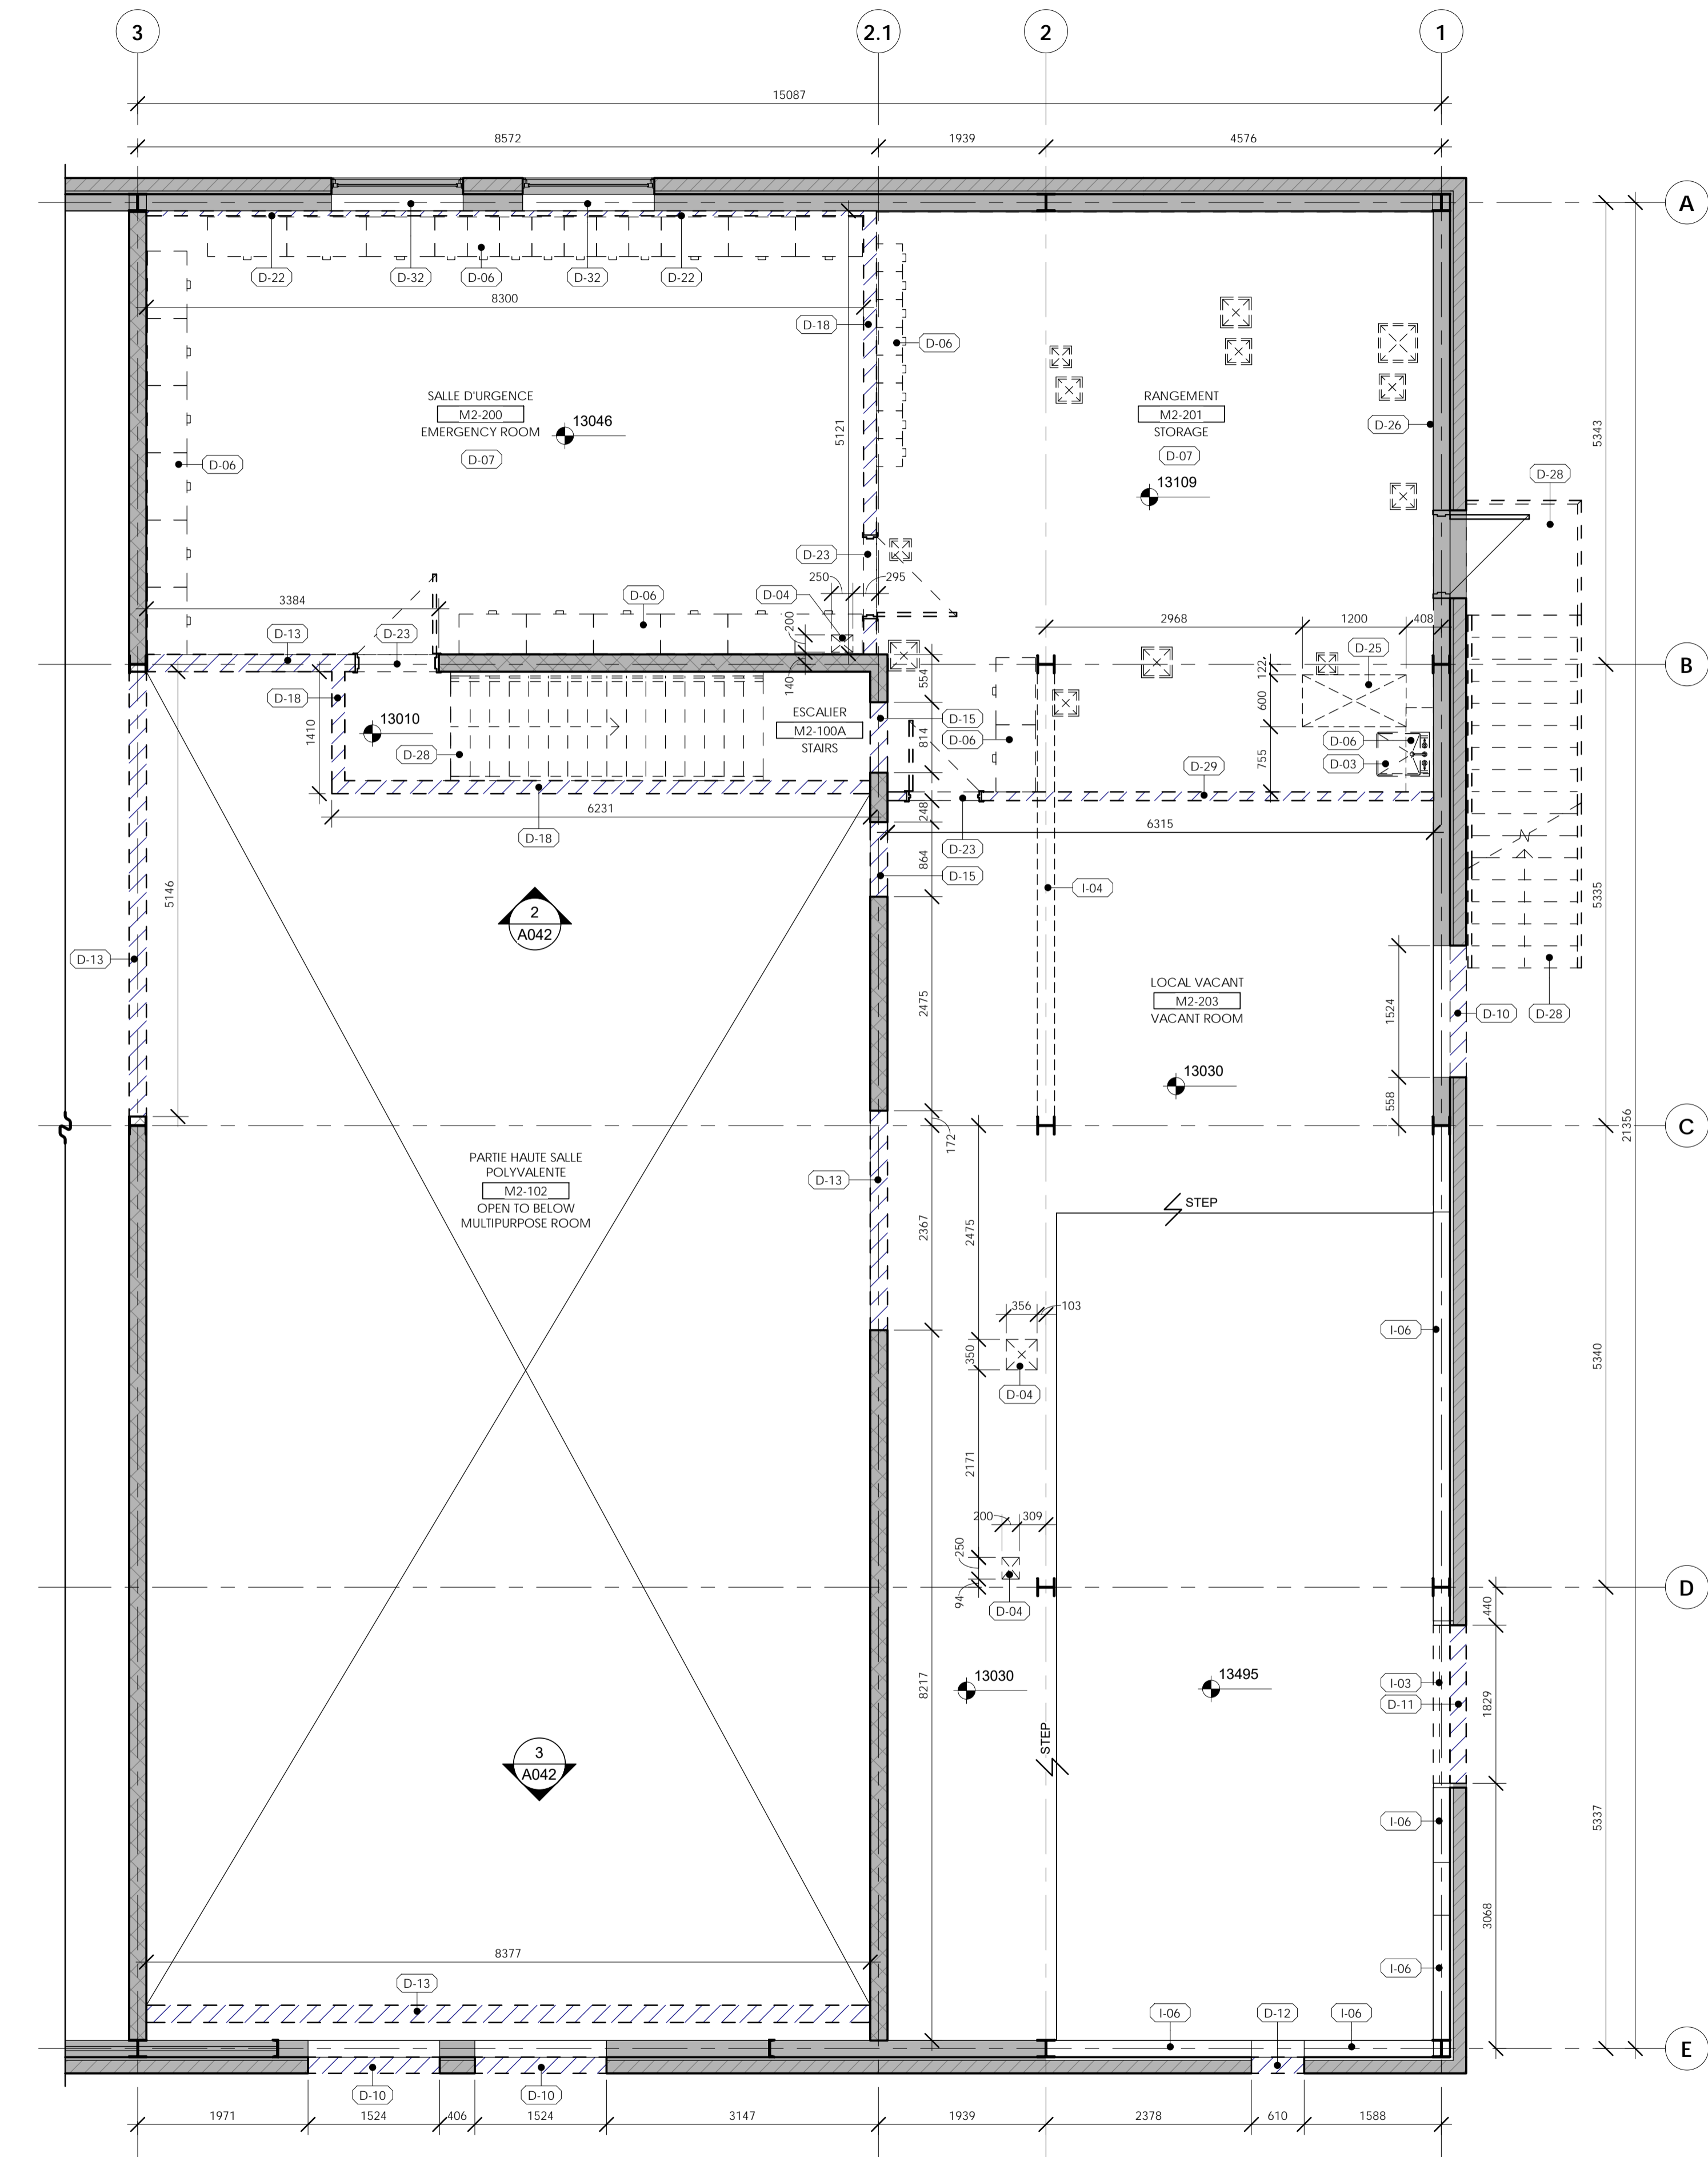 3
2.1
2
1
15087
8572
1939
4576
A
D-22
D-32
D-06
D-32
D-22
8300
D-18
D-06
SALLE D'URGENCE
M2-200
EMERGENCY ROOM
13046
D-07
5121
RANGEMENT
M2-201
STORAGE
D-07
13109
D-26
5343
D-06
D-28
D-23
250
295
3384
D-06
D-04
200
2968
1200
408
D-13
D-23
D-25
B
140
554
122
600
D-18
1410
13010
ESCALIER
M2-100A
STAIRS
D-15
814
D-06
D-06
D-03
755
D-28
D-29
6231
D-18
248
6315
D-23
864
D-15
I-04
5146
2
A042
5335
D-13
LOCAL VACANT
M2-203
VACANT ROOM
2475
1524
D-10
D-28
13030
558
21356
C
172
PARTIE HAUTE SALLE
POLYVALENTE
M2-102
OPEN TO BELOW
MULTIPURPOSE ROOM
D-13
STEP
2367
2475
356
103
I-06
350
5340
D-04
2171
200
309
250
94
D
D-04
440
8217
13030
13495
I-03
D-11
1829
STEP
3
A042
I-06
5337
3068
8377
I-06
D-13
I-06
D-12
I-06
E
D-10
D-10
1971
1524
406
1524
3147
1939
2378
610
1588